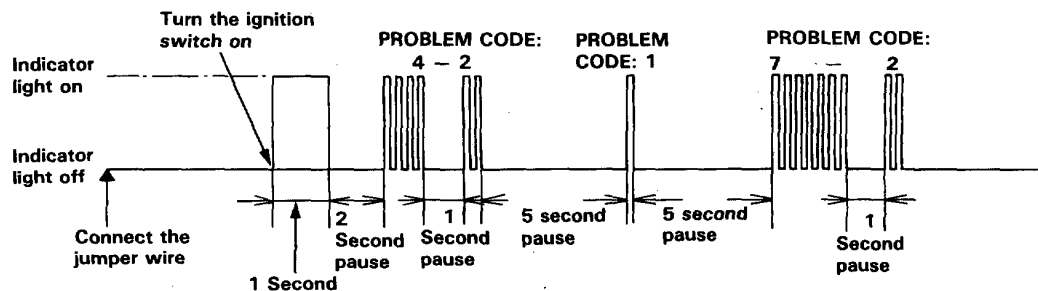 Turn the ignition
switch on
PROBLEM CODE:
4 – 2
PROBLEM
CODE: 1
PROBLEM CODE:
7 – 2
Indicator
light on
Indicator
light off
Connect the
jumper wire
1 Second
2
Second
pause
1
Second
pause
5 second
pause
5 second
pause
1
Second
pause